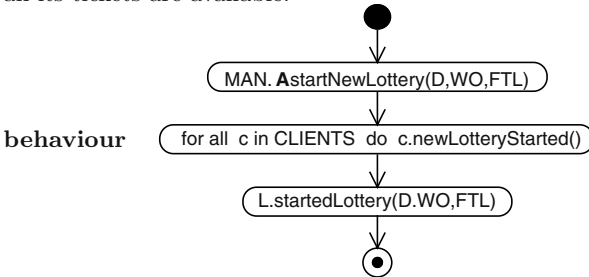 all its tickets are available.
MAN. AstartNewLottery(D,WO,FTL)
behaviour
for all c in CLIENTS do c.newLotteryStarted()
L.startedLottery(D.WO,FTL)